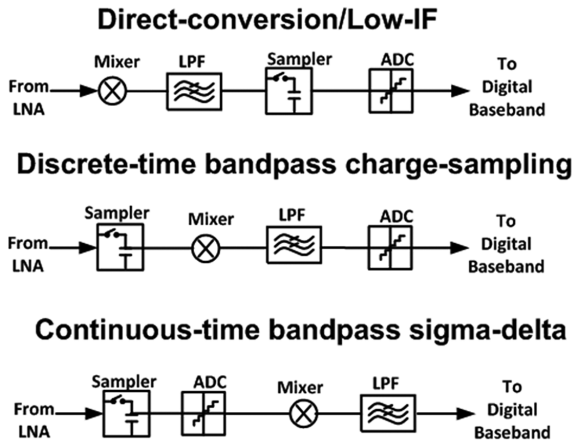 Direct-conversion/Low-IF
Mixer LPF Sampler ADC
From
LNA
To
Digital
Baseband
Discrete-time bandpass charge-sampling
Sampler Mixer LPF ADC
From
LNA
To
Digital
Baseband
Continuous-time bandpass sigma-delta
Sampler ADC Mixer LPF
From
LNA
To
Digital
Baseband